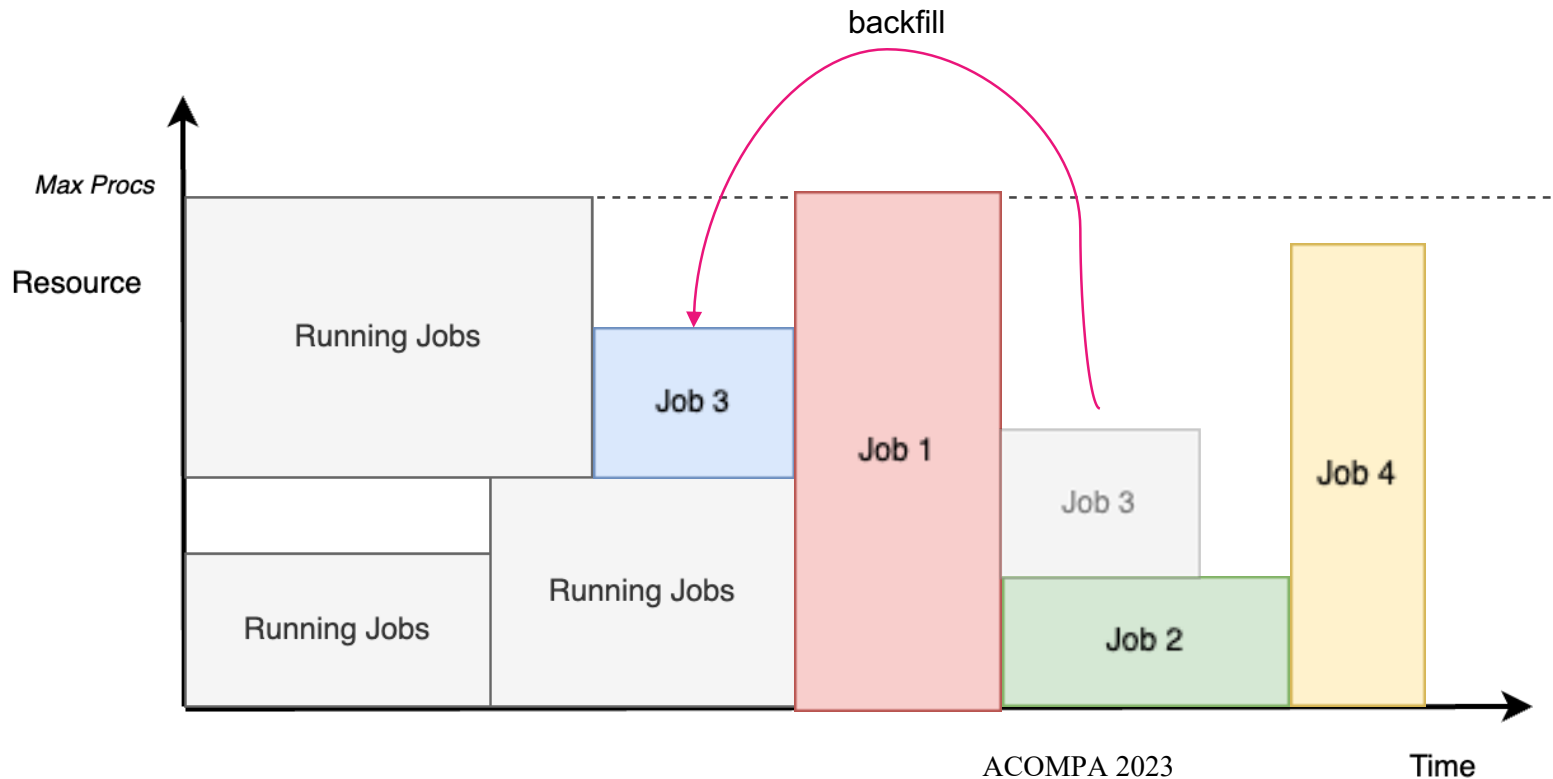 backfill
Max Procs
Resource
Running Jobs
Job 3
Job 1
Job 4
Job 3
Running Jobs
Running Jobs
Job 2
ACOMPA 2023
Time